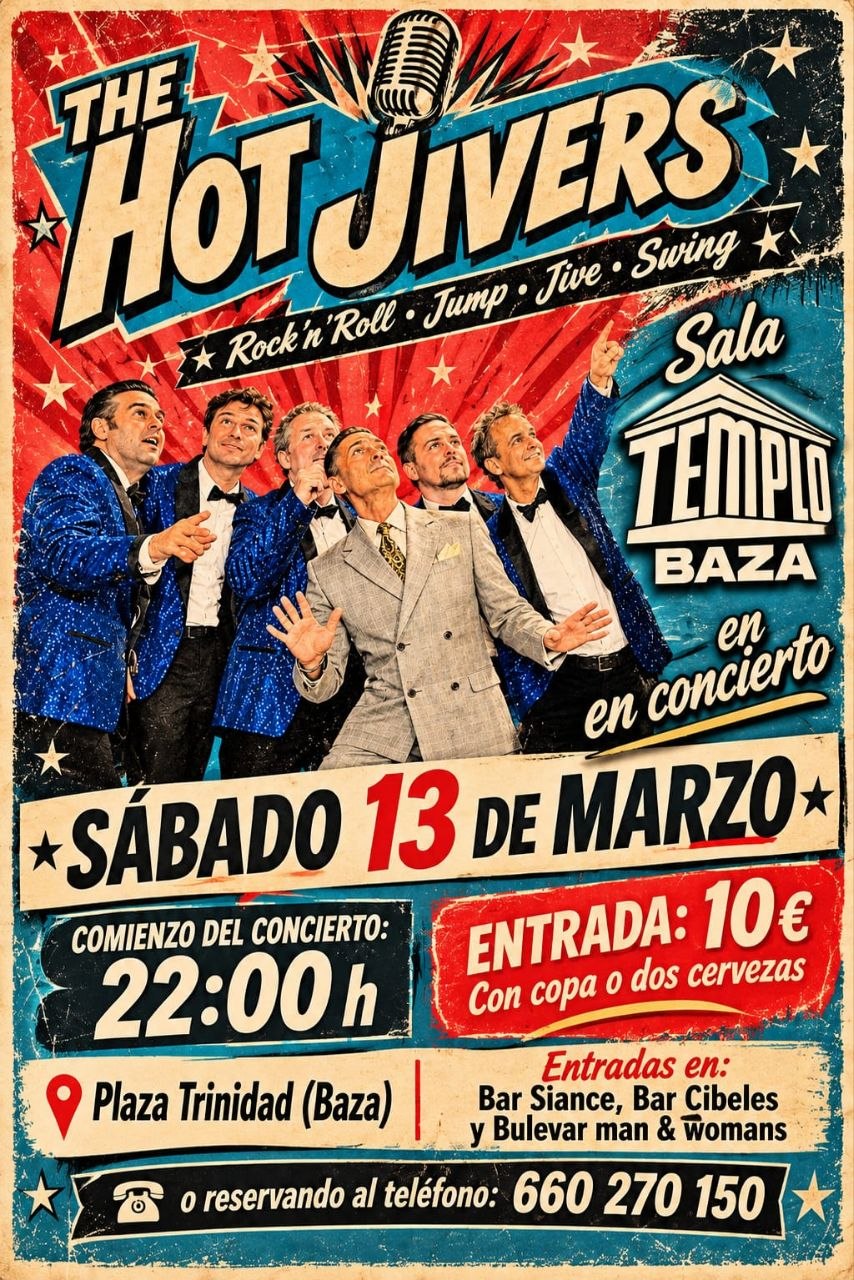 THE
HOT JIVERS
Rock'n'Roll • Jump • Jive • Swing
Sala
TEMPLO
BAZA
en
en concierto
SÁBADO 13 DE MARZO
COMIENZO DEL CONCIERTO:
22:00 h
ENTRADA: 10€
Con copa o dos cervezas
Plaza Trinidad (Baza)
Entradas en:
Bar Siance, Bar Cibeles
y Bulevar man & womans
o reservando al teléfono: 660 270 150